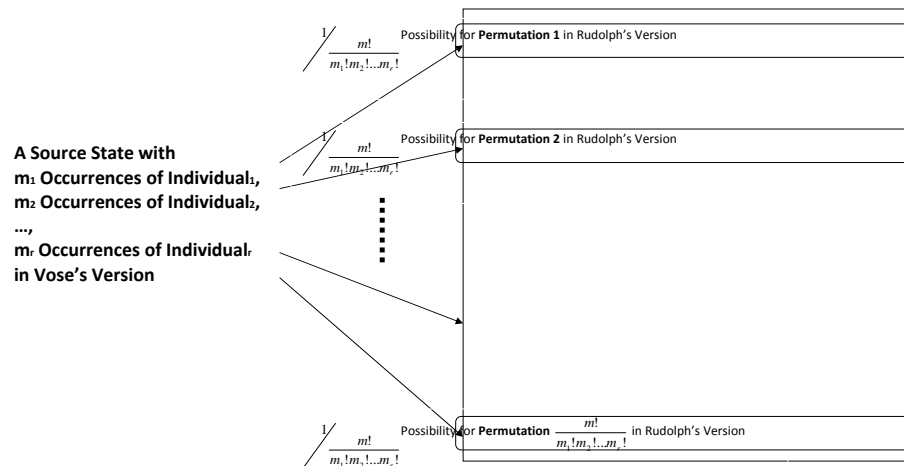 1/ m!/(m₁!m₂!...mᵣ!) Possibility for Permutation 1 in Rudolph's Version
1/ m!/(m₁!m₂!...mᵣ!) Possibility for Permutation 2 in Rudolph's Version
A Source State with
m₁ Occurrences of Individual₁,
m₂ Occurrences of Individual₂,
...,
mᵣ Occurrences of Individualᵣ
in Vose's Version
1/ m!/(m₁!m₂!...mᵣ!) Possibility for Permutation m!/(m₁!m₂!...mᵣ!) in Rudolph's Version